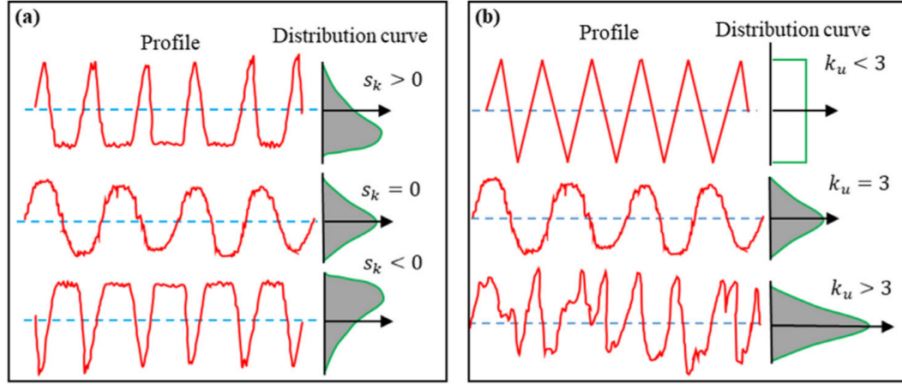 (a)
Profile
Distribution curve
s_k > 0
s_k = 0
s_k < 0
(b)
Profile
Distribution curve
k_u < 3
k_u = 3
k_u > 3